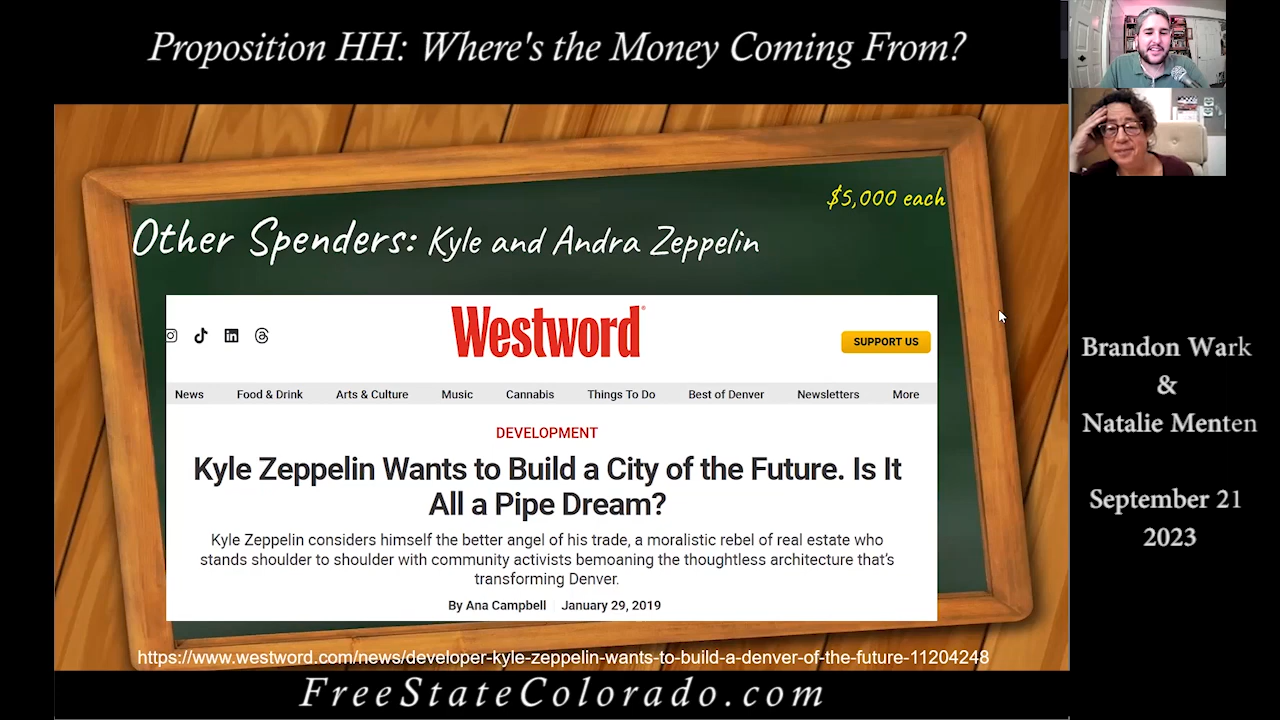 Proposition HH: Where's the Money Coming From?
$5,000 each
Other Spenders: Kyle and Andra Zeppelin
Westword
SUPPORT US
News Food & Drink Arts & Culture Music Cannabis Things To Do Best of Denver Newsletters More
DEVELOPMENT
Kyle Zeppelin Wants to Build a City of the Future. Is It
All a Pipe Dream?
Kyle Zeppelin considers himself the better angel of his trade, a moralistic rebel of real estate who
stands shoulder to shoulder with community activists bemoaning the thoughtless architecture that's
transforming Denver.
By Ana Campbell January 29, 2019
https://www.westword.com/news/developer-kyle-zeppelin-wants-to-build-a-denver-of-the-future-11204248
FreeStateColorado.com
Brandon Wark
&
Natalie Menten
September 21
2023